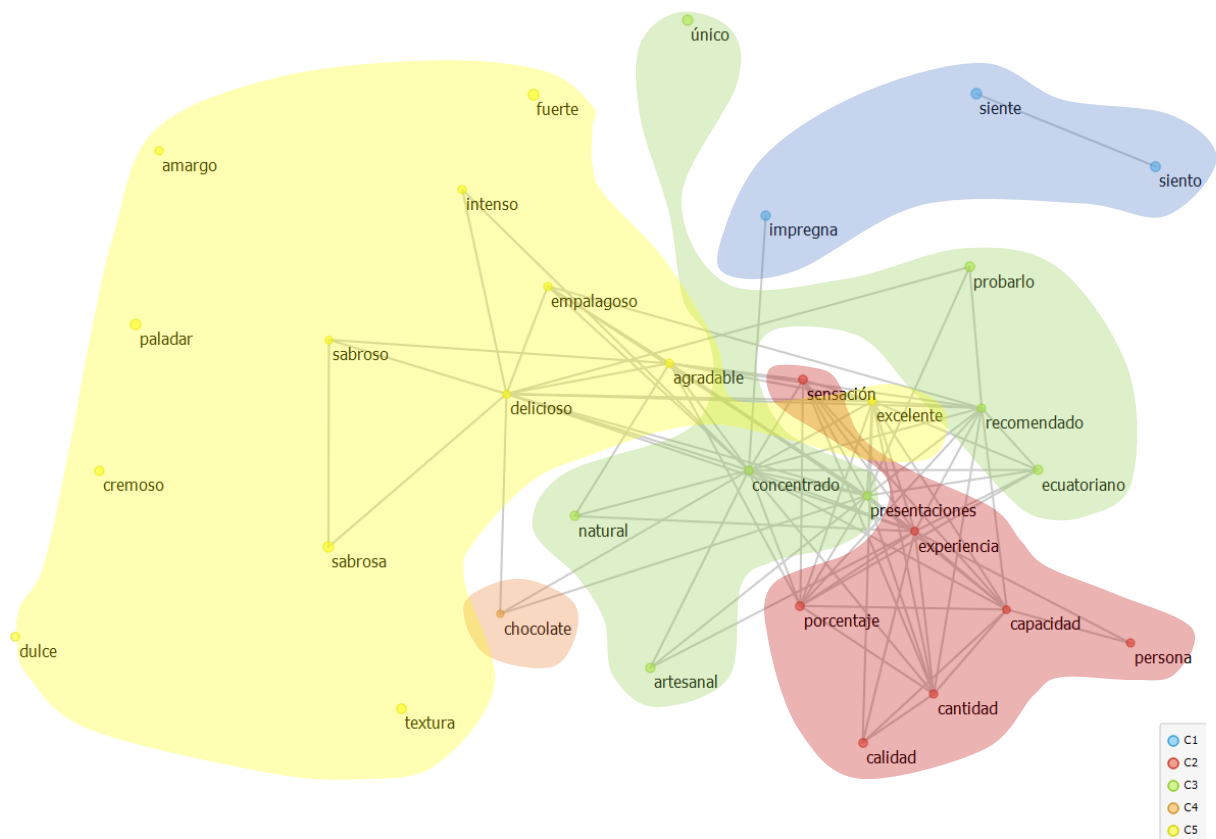 único
fuerte
siente
amargo
siento
intenso
impregna
probarlo
empalagoso
paladar
sabroso
agradable
sensación
delicioso
excelente
recomendado
cremoso
concentrado
ecuatoriano
presentaciones
natural
experiencia
sabrosa
chocolate
porcentaje
capacidad
dulce
persona
artesanal
cantidad
textura
calidad
C1
C2
C3
C4
C5